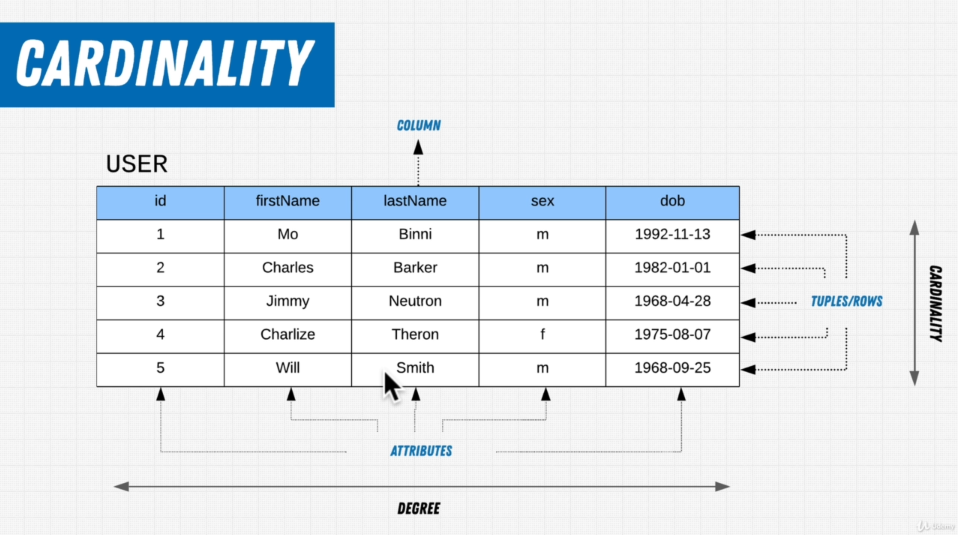 CARDINALITY
COLUMN
USER
id firstName lastName sex dob
1 Mo Binni m 1992-11-13
2 Charles Barker m 1982-01-01
3 Jimmy Neutron m 1968-04-28
4 Charlize Theron f 1975-08-07
5 Will Smith m 1968-09-25
TUPLES/ROWS
CARDINALITY
ATTRIBUTES
DEGREE
Udemy